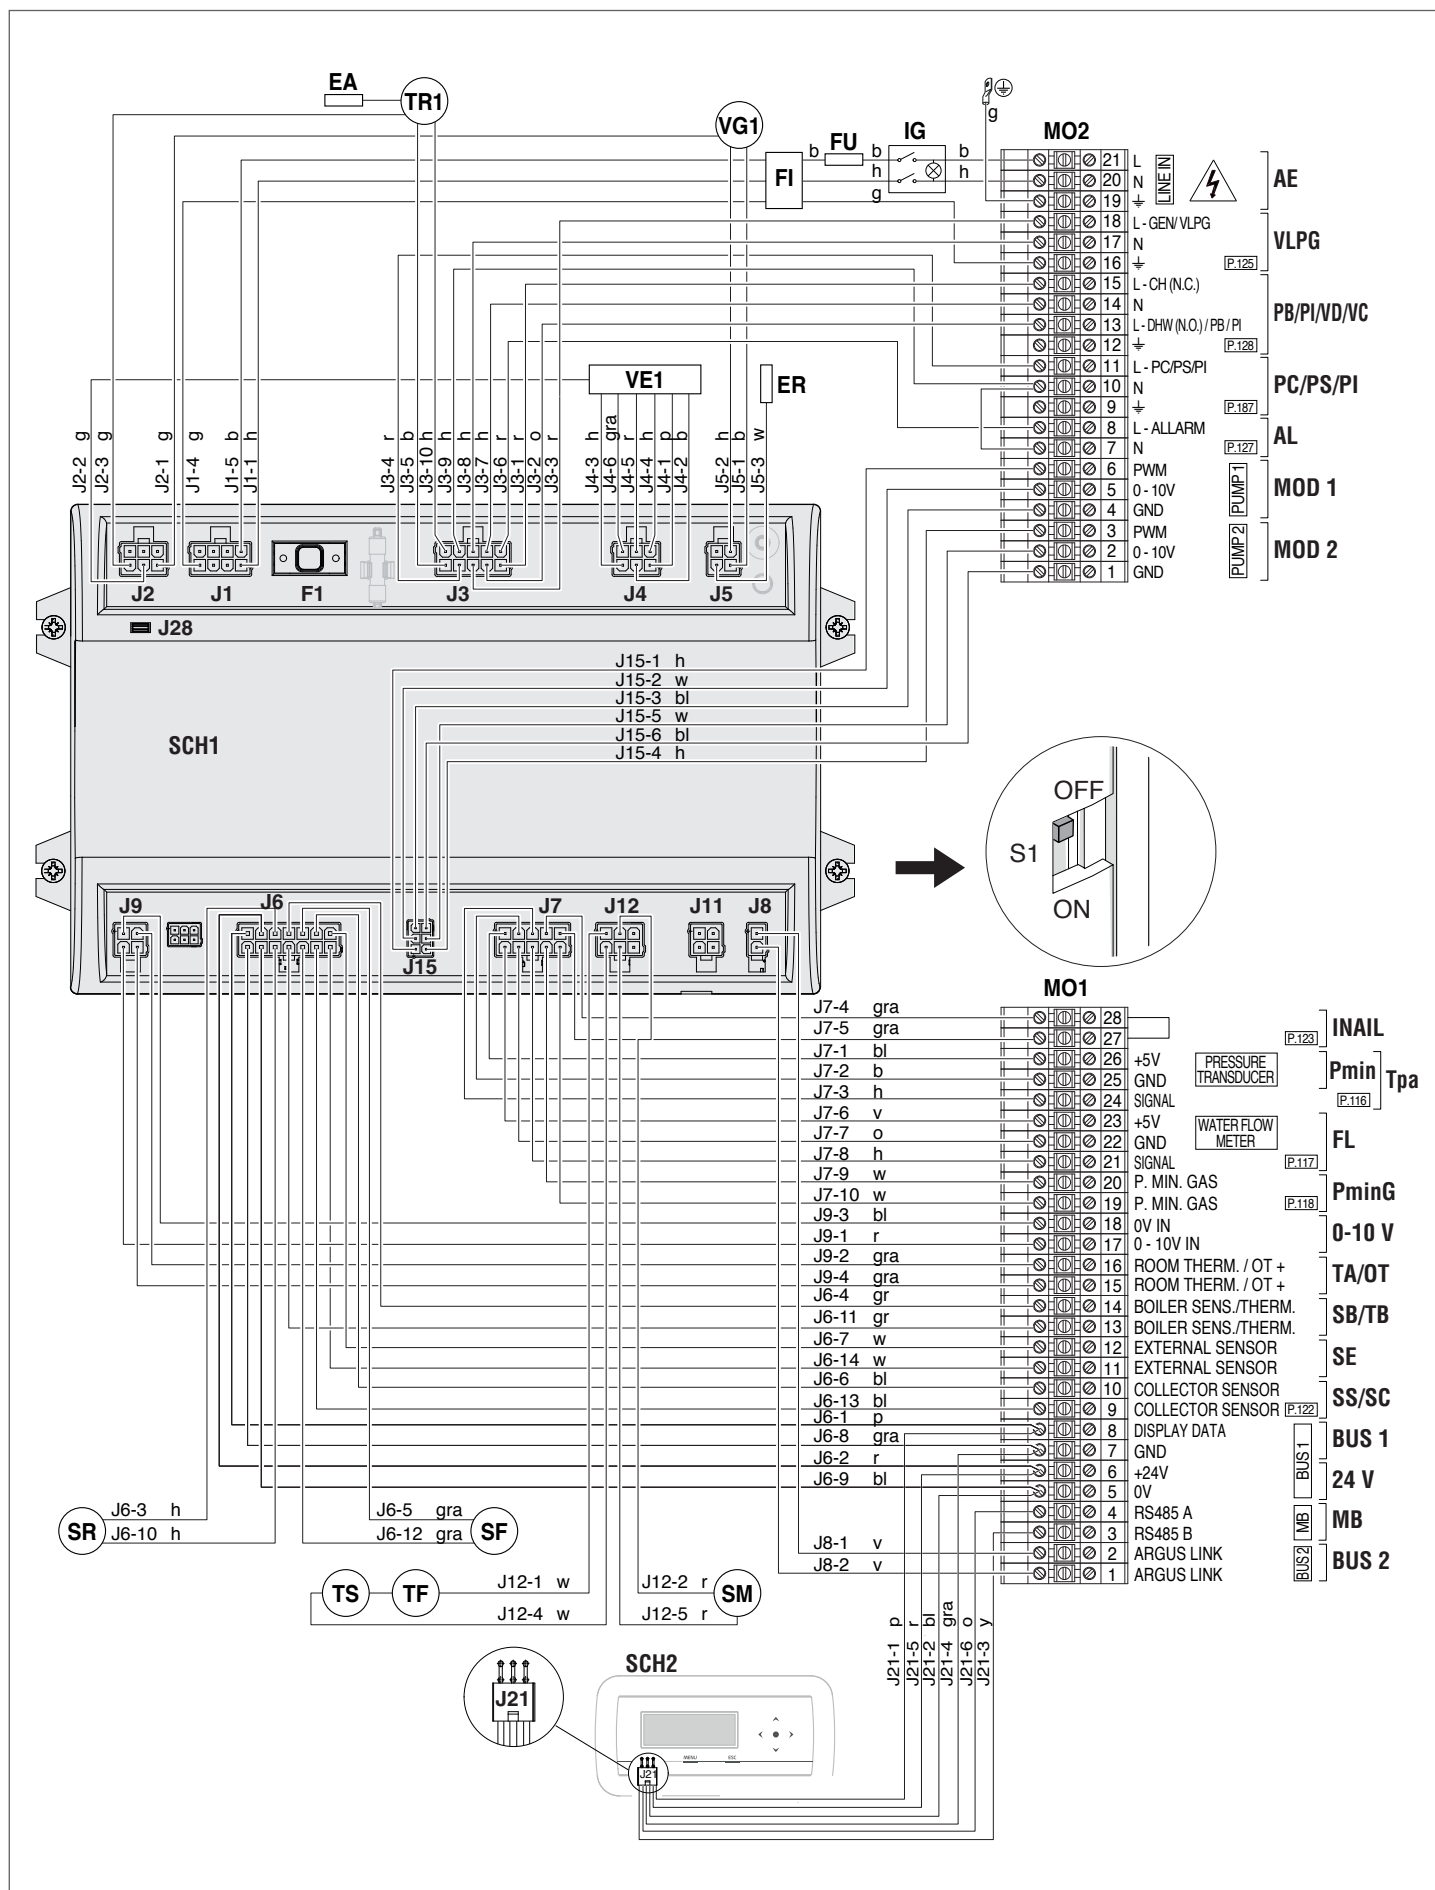 EA
TR1
VG1
g
MO2
b
FU
b
IG
b
21
L
LINE IN
AE
FI
h
h
20
N
g
19
18
L - GEN/ VLPG
VLPG
17
N
16
P.125
15
L - CH (N.C.)
PB/PI/VD/VC
14
N
13
L - DHW (N.O.) / PB / PI
12
P.128
VE1
ER
11
L - PC/PS/PI
PC/PS/PI
10
N
9
P.187
8
L - ALLARM
AL
7
N
P.127
6
PWM
PUMP 1
MOD 1
5
0 - 10V
4
GND
3
PWM
PUMP 2
MOD 2
2
0 - 10V
1
GND
J2-2 g
J2-3 g
J2-1 g
J1-4 g
J1-5 b
J1-1 h
J3-4 r
J3-5 b
J3-10 h
J3-9 h
J3-8 h
J3-7 h
J3-6 r
J3-1 r
J3-2 o
J3-3 r
J4-3 h
J4-6 gra
J4-5 r
J4-4 h
J4-1 p
J4-2 b
J5-2 h
J5-1 b
J5-3 w
J2
J1
F1
J3
J4
J5
J28
J15-1 h
J15-2 w
J15-3 bl
J15-5 w
J15-6 bl
J15-4 h
SCH1
OFF
S1
ON
J9
J6
J15
J7
J12
J11
J8
MO1
J7-4 gra
28
INAIL
J7-5 gra
27
P.123
J7-1 bl
26
+5V
PRESSURE
TRANSDUCER
Pmin
Tpa
J7-2 b
25
GND
J7-3 h
24
SIGNAL
P.116
J7-6 v
23
+5V
WATER FLOW
METER
FL
J7-7 o
22
GND
J7-8 h
21
SIGNAL
P.117
J7-9 w
20
P. MIN. GAS
PminG
J7-10 w
19
P. MIN. GAS
P.118
J9-3 bl
18
0V IN
0-10 V
J9-1 r
17
0 - 10V IN
J9-2 gra
16
ROOM THERM. / OT +
TA/OT
J9-4 gra
15
ROOM THERM. / OT +
J6-4 gr
14
BOILER SENS./THERM.
SB/TB
J6-11 gr
13
BOILER SENS./THERM.
J6-7 w
12
EXTERNAL SENSOR
SE
J6-14 w
11
EXTERNAL SENSOR
J6-6 bl
10
COLLECTOR SENSOR
SS/SC
J6-13 bl
9
COLLECTOR SENSOR
P.122
J6-1 p
8
DISPLAY DATA
BUS 1
BUS 1
J6-8 gra
7
GND
J6-2 r
6
+24V
24 V
J6-9 bl
5
0V
4
RS485 A
MB
MB
3
RS485 B
J8-1 v
2
ARGUS LINK
BUS2
BUS 2
J8-2 v
1
ARGUS LINK
SR
J6-3 h
J6-10 h
J6-5 gra
J6-12 gra
SF
TS
TF
J12-1 w
J12-4 w
J12-2 r
J12-5 r
SM
J21-1 p
J21-5 r
J21-2 bl
J21-4 gra
J21-6 o
J21-3 y
SCH2
J21
MENU
ESC
J21